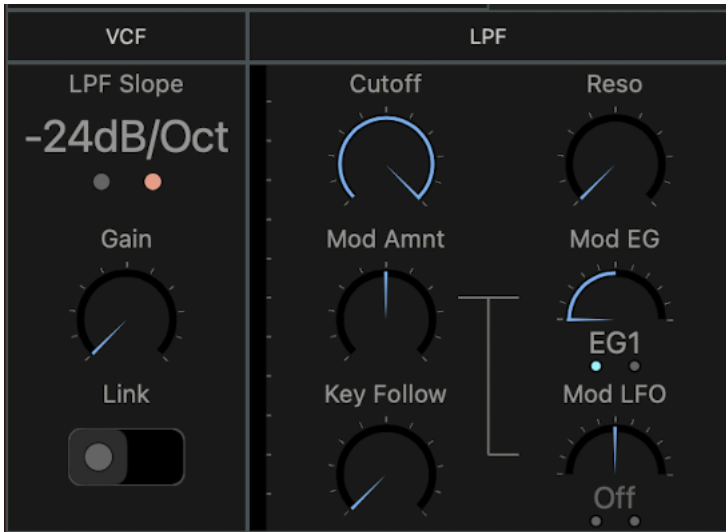 VCF
LPF
LPF Slope
-24dB/Oct
Gain
Link
Cutoff
Reso
Mod Amnt
Mod EG
EG1
Key Follow
Mod LFO
Off